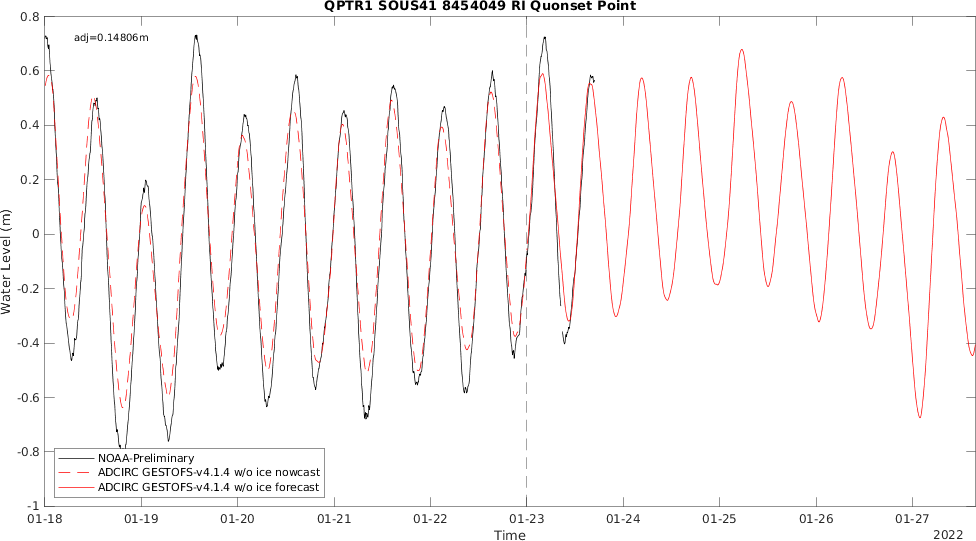 QPTR1 SOUS41 8454049 RI Quonset Point
adj=0.14806m
Water Level (m)
0.8
0.6
0.4
0.2
0
-0.2
-0.4
-0.6
-0.8
-1
NOAA-Preliminary
ADCIRC GESTOFS-v4.1.4 w/o ice nowcast
ADCIRC GESTOFS-v4.1.4 w/o ice forecast
01-18 01-19 01-20 01-21 01-22 01-23 01-24 01-25 01-26 01-27
Time
2022